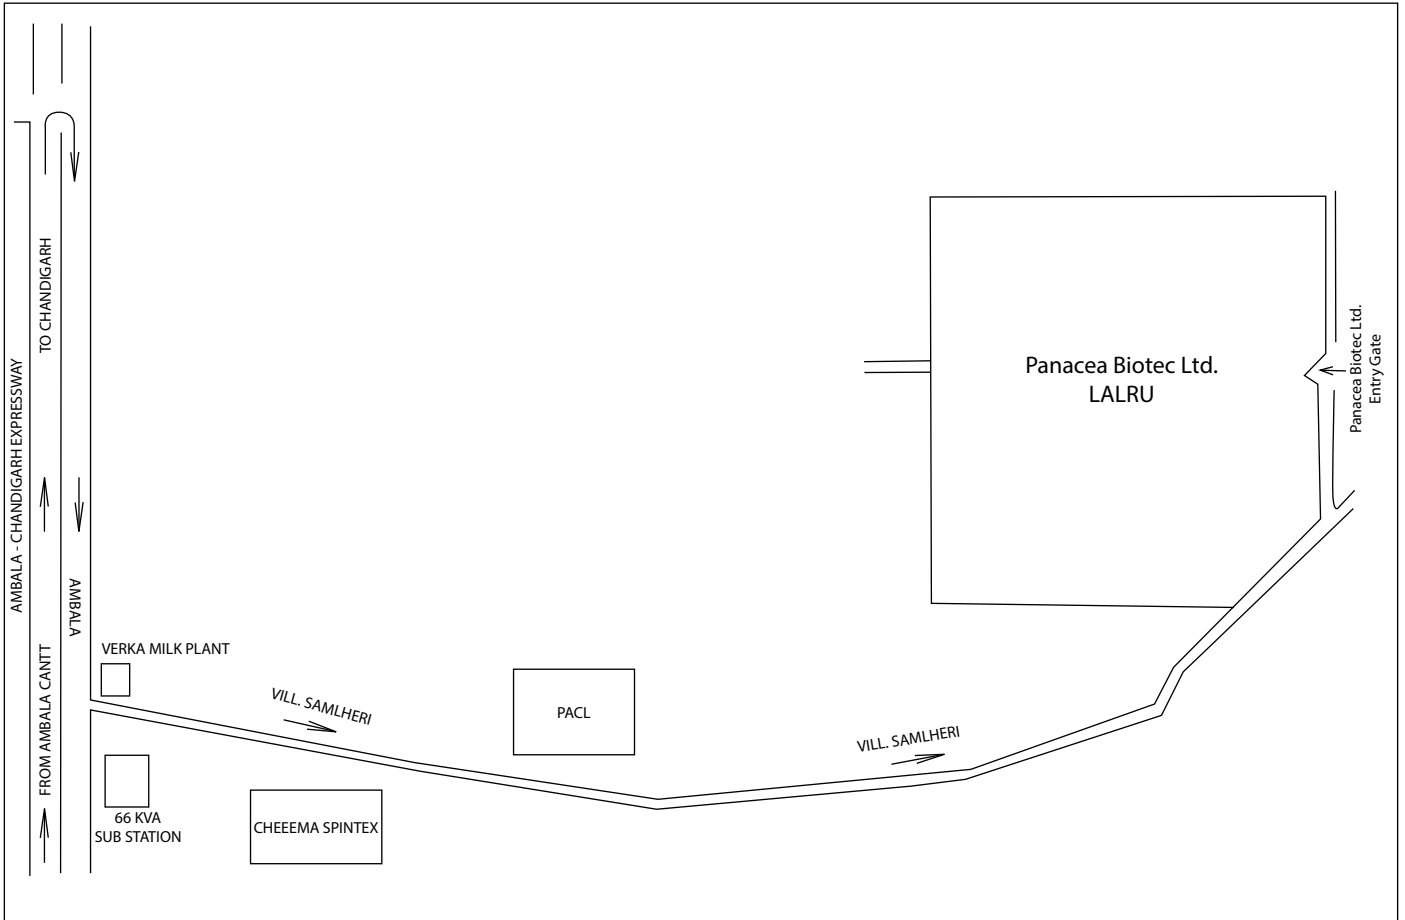 TO CHANDIGARH
AMBALA - CHANDIGARH EXPRESSWAY
AMBALA
FROM AMBALA CANTT
Panacea Biotec Ltd.
LALRU
Panacea Biotec Ltd.
Entry Gate
VERKA MILK PLANT
VILL. SAMLHERI
PACL
VILL. SAMLHERI
66 KVA
SUB STATION
CHEEEMA SPINTEX